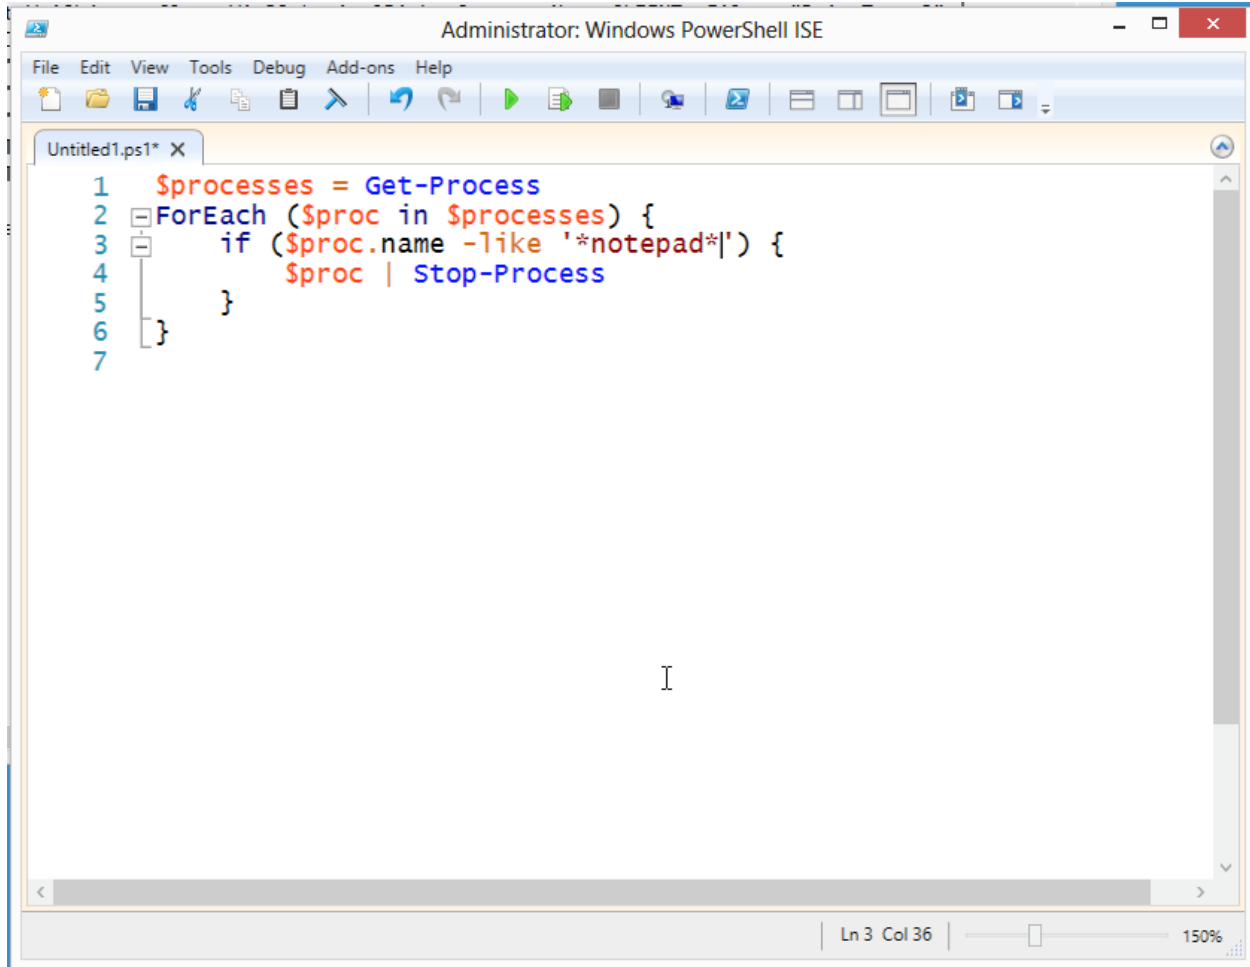 Administrator: Windows PowerShell ISE
File Edit View Tools Debug Add-ons Help
Untitled1.ps1* X
1 $processes = Get-Process
2 ForEach ($proc in $processes) {
3 if ($proc.name -like '*notepad*') {
4 $proc | Stop-Process
5 }
6 }
7
Ln 3 Col 36
150%